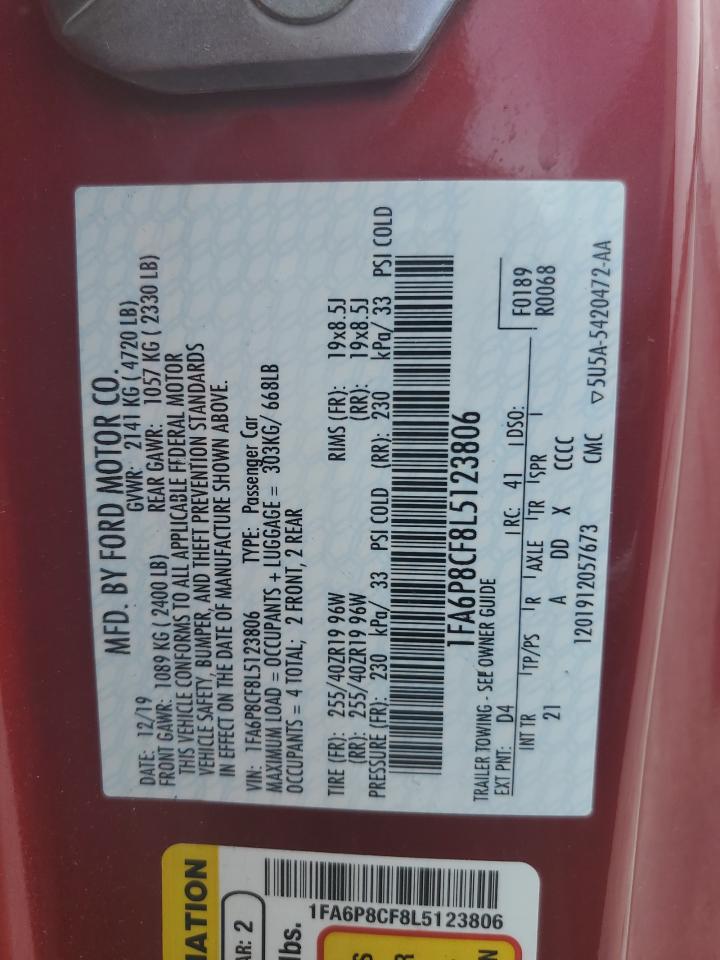 MFD. BY FORD MOTOR CO.
DATE: 12/19 GVWR: 2141 KG ( 4720 LB)
FRONT GAWR: 1089 KG ( 2400 LB) REAR GAWR: 1057 KG ( 2330 LB)
THIS VEHICLE CONFORMS TO ALL APPLICABLE FEDERAL MOTOR
VEHICLE SAFETY, BUMPER, AND THEFT PREVENTION STANDARDS
IN EFFECT ON THE DATE OF MANUFACTURE SHOWN ABOVE.
VIN: 1FA6P8CF8L5123806 TYPE: Passenger Car
MAXIMUM LOAD = OCCUPANTS + LUGGAGE = 303KG/ 668LB
OCCUPANTS = 4 TOTAL; 2 FRONT, 2 REAR
TIRE (FR): 255/40ZR19 96W RIMS (FR): 19x8.5J
(RR): 255/40ZR19 96W (RR): 19x8.5J
PRESSURE (FR): 230 kPa/ 33 PSI COLD (RR): 230 kPa/ 33 PSI COLD
1FA6P8CF8L5123806
TRAILER TOWING - SEE OWNER GUIDE
EXT PNT: D4 RC: 41 DSO: F0189
R0068
INT TR TP/PS R AXLE TR SPR
21 A DD X CCCC
1201912057673 CMC ▽5U5A-5420472-AA
MATION
AR: 2
lbs.
1FA6P8CF8L5123806
S
R
N